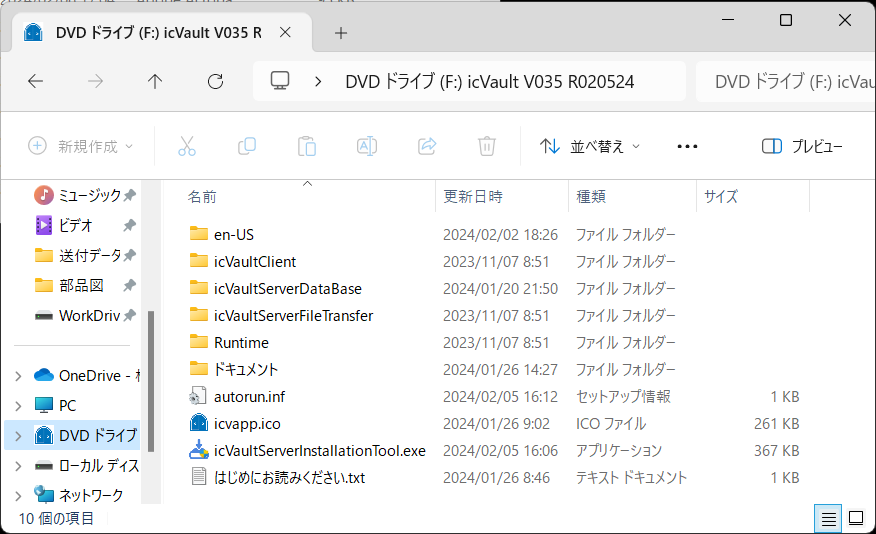 DVD ドライブ (F:) icVault V035 R
DVD ドライブ (F:) icVault V035 R020524
DVD ドライブ (F:) icVau
新規作成
並べ替え
プレビュー
名前 更新日時 種類 サイズ
ミュージック
ビデオ
送付データ
部品図
WorkDriv
OneDrive -
PC
DVD ドライブ
ローカル ディス
ネットワーク
en-US 2024/02/02 18:26 ファイル フォルダー
icVaultClient 2023/11/07 8:51 ファイル フォルダー
icVaultServerDataBase 2024/01/20 21:50 ファイル フォルダー
icVaultServerFileTransfer 2023/11/07 8:51 ファイル フォルダー
Runtime 2023/11/07 8:51 ファイル フォルダー
ドキュメント 2024/01/26 14:27 ファイル フォルダー
autorun.inf 2024/02/05 16:12 セットアップ情報 1 KB
icvapp.ico 2024/01/26 9:02 ICO ファイル 261 KB
icVaultServerInstallationTool.exe 2024/02/05 16:06 アプリケーション 367 KB
はじめにお読みください.txt 2024/01/26 8:46 テキスト ドキュメント 1 KB
10 個の項目